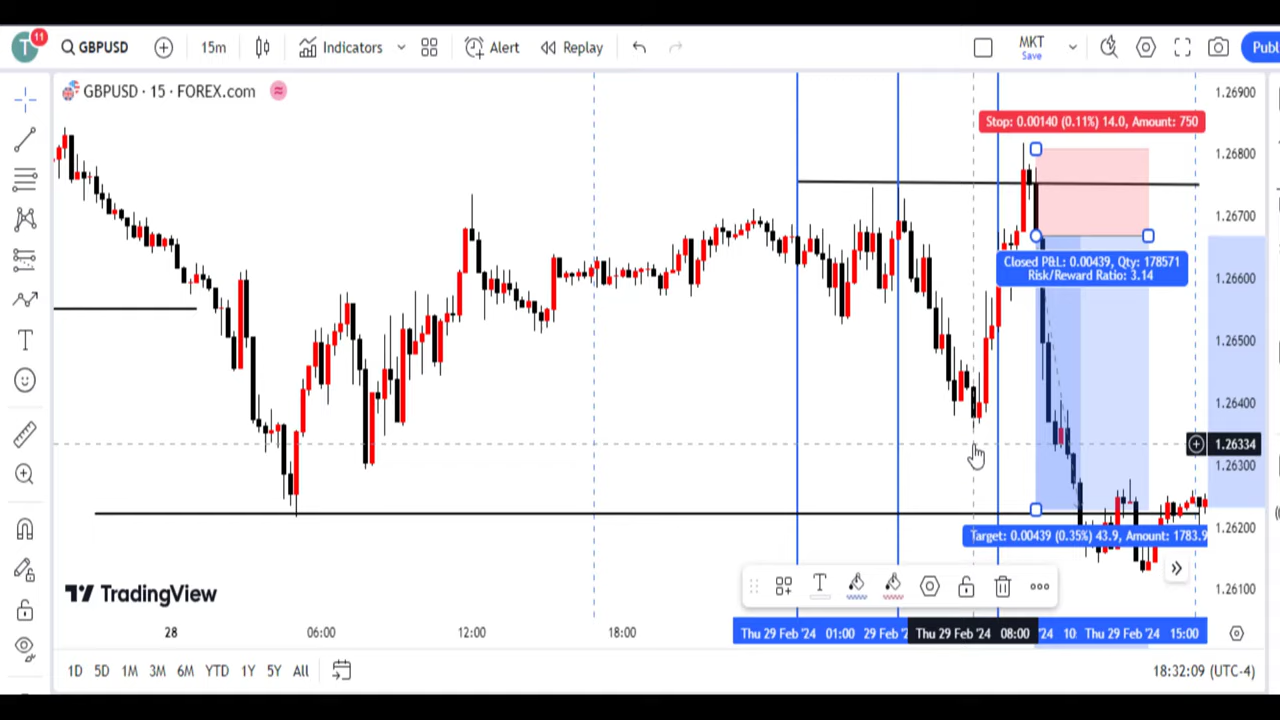 T
11
GBPUSD
15m
Indicators
Alert
Replay
MKT
Save
Publ
GBPUSD · 15 · FOREX.com
Stop: 0.00140 (0.11%) 14.0, Amount: 750
Closed P&L: 0.00439, Qty: 178571
Risk/Reward Ratio: 3.14
Target: 0.00439 (0.35%) 43.9, Amount: 1783.9
1.26900
1.26800
1.26700
1.26600
1.26500
1.26400
1.26334
1.26300
1.26200
1.26100
TradingView
T
28
06:00
12:00
18:00
Thu 29 Feb '24 01:00
29 Feb '2
Thu 29 Feb '24 08:00
'24 10
Thu 29 Feb '24 15:00
1D 5D 1M 3M 6M YTD 1Y 5Y All
18:32:09 (UTC-4)